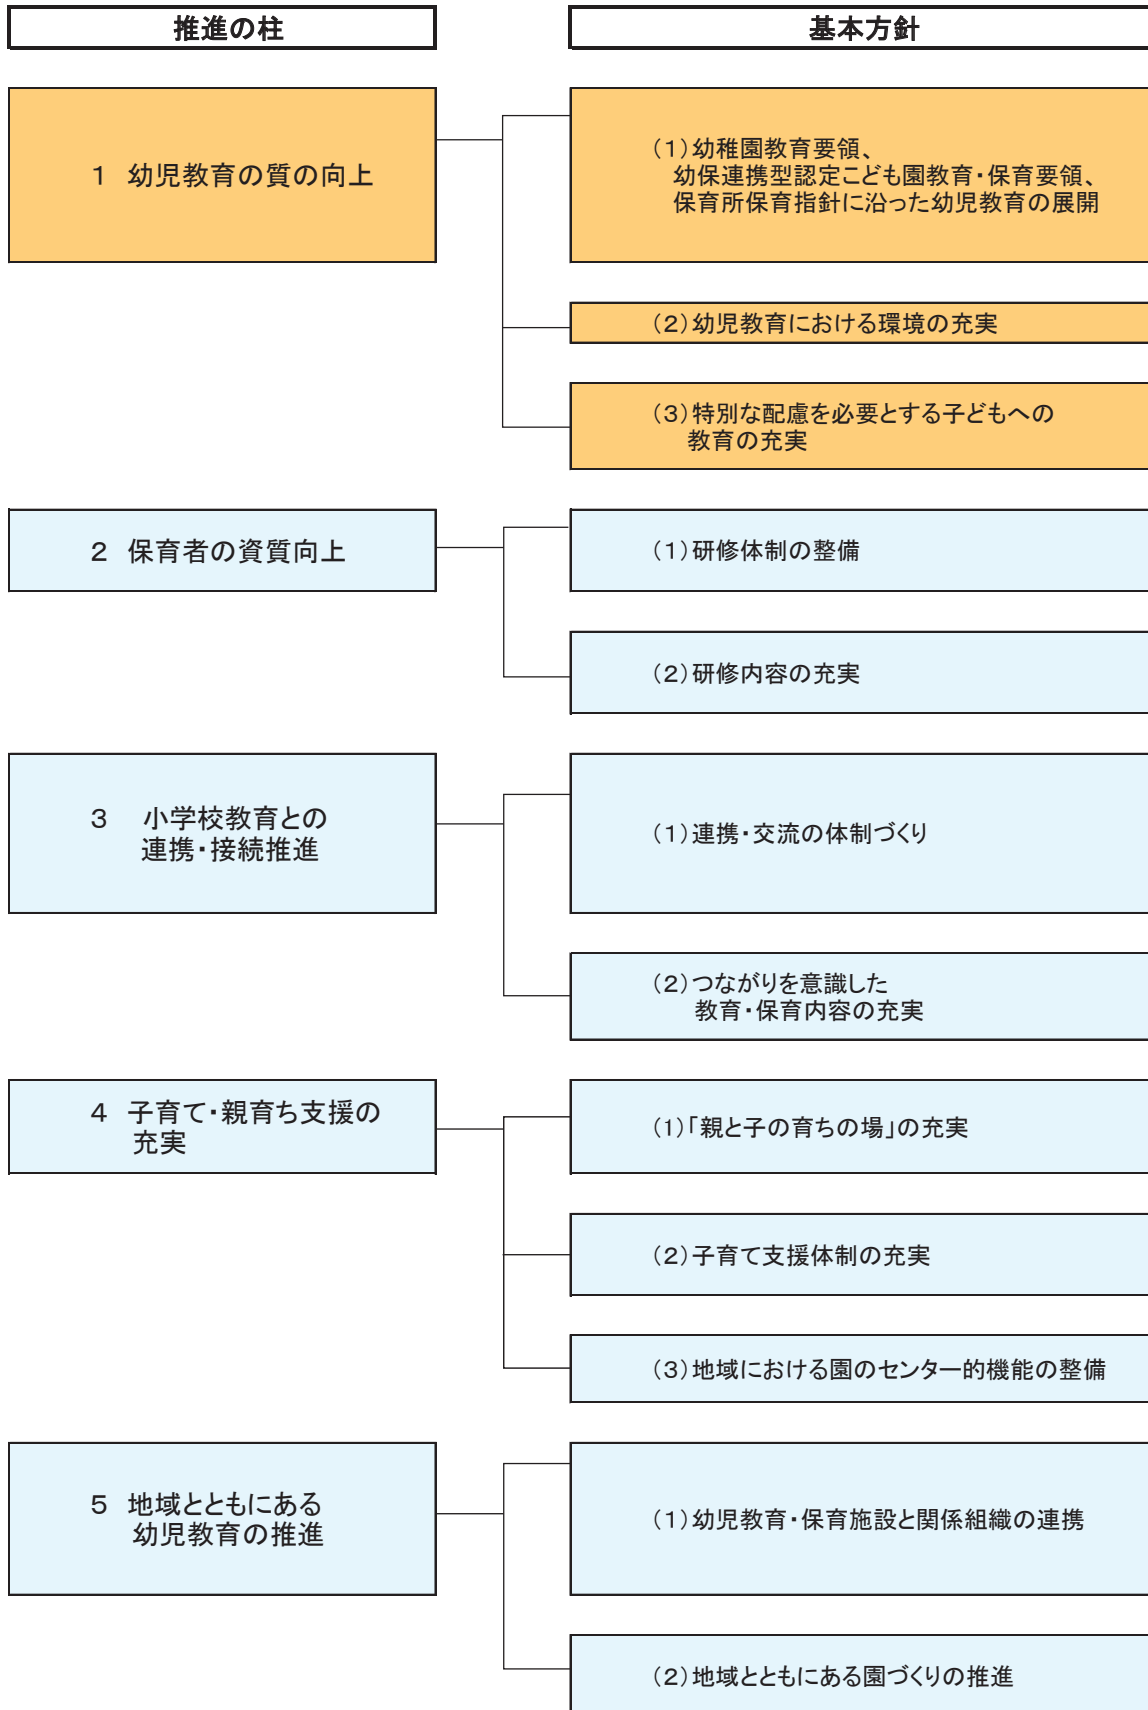 推進の柱
基本方針
1 幼児教育の質の向上
(1)幼稚園教育要領、
幼保連携型認定こども園教育・保育要領、
保育所保育指針に沿った幼児教育の展開
(2)幼児教育における環境の充実
(3)特別な配慮を必要とする子どもへの
教育の充実
2 保育者の資質向上
(1)研修体制の整備
(2)研修内容の充実
3 小学校教育との
連携・接続推進
(1)連携・交流の体制づくり
(2)つながりを意識した
教育・保育内容の充実
4 子育て・親育ち支援の
充実
(1)「親と子の育ちの場」の充実
(2)子育て支援体制の充実
(3)地域における園のセンター的機能の整備
5 地域とともにある
幼児教育の推進
(1)幼児教育・保育施設と関係組織の連携
(2)地域とともにある園づくりの推進